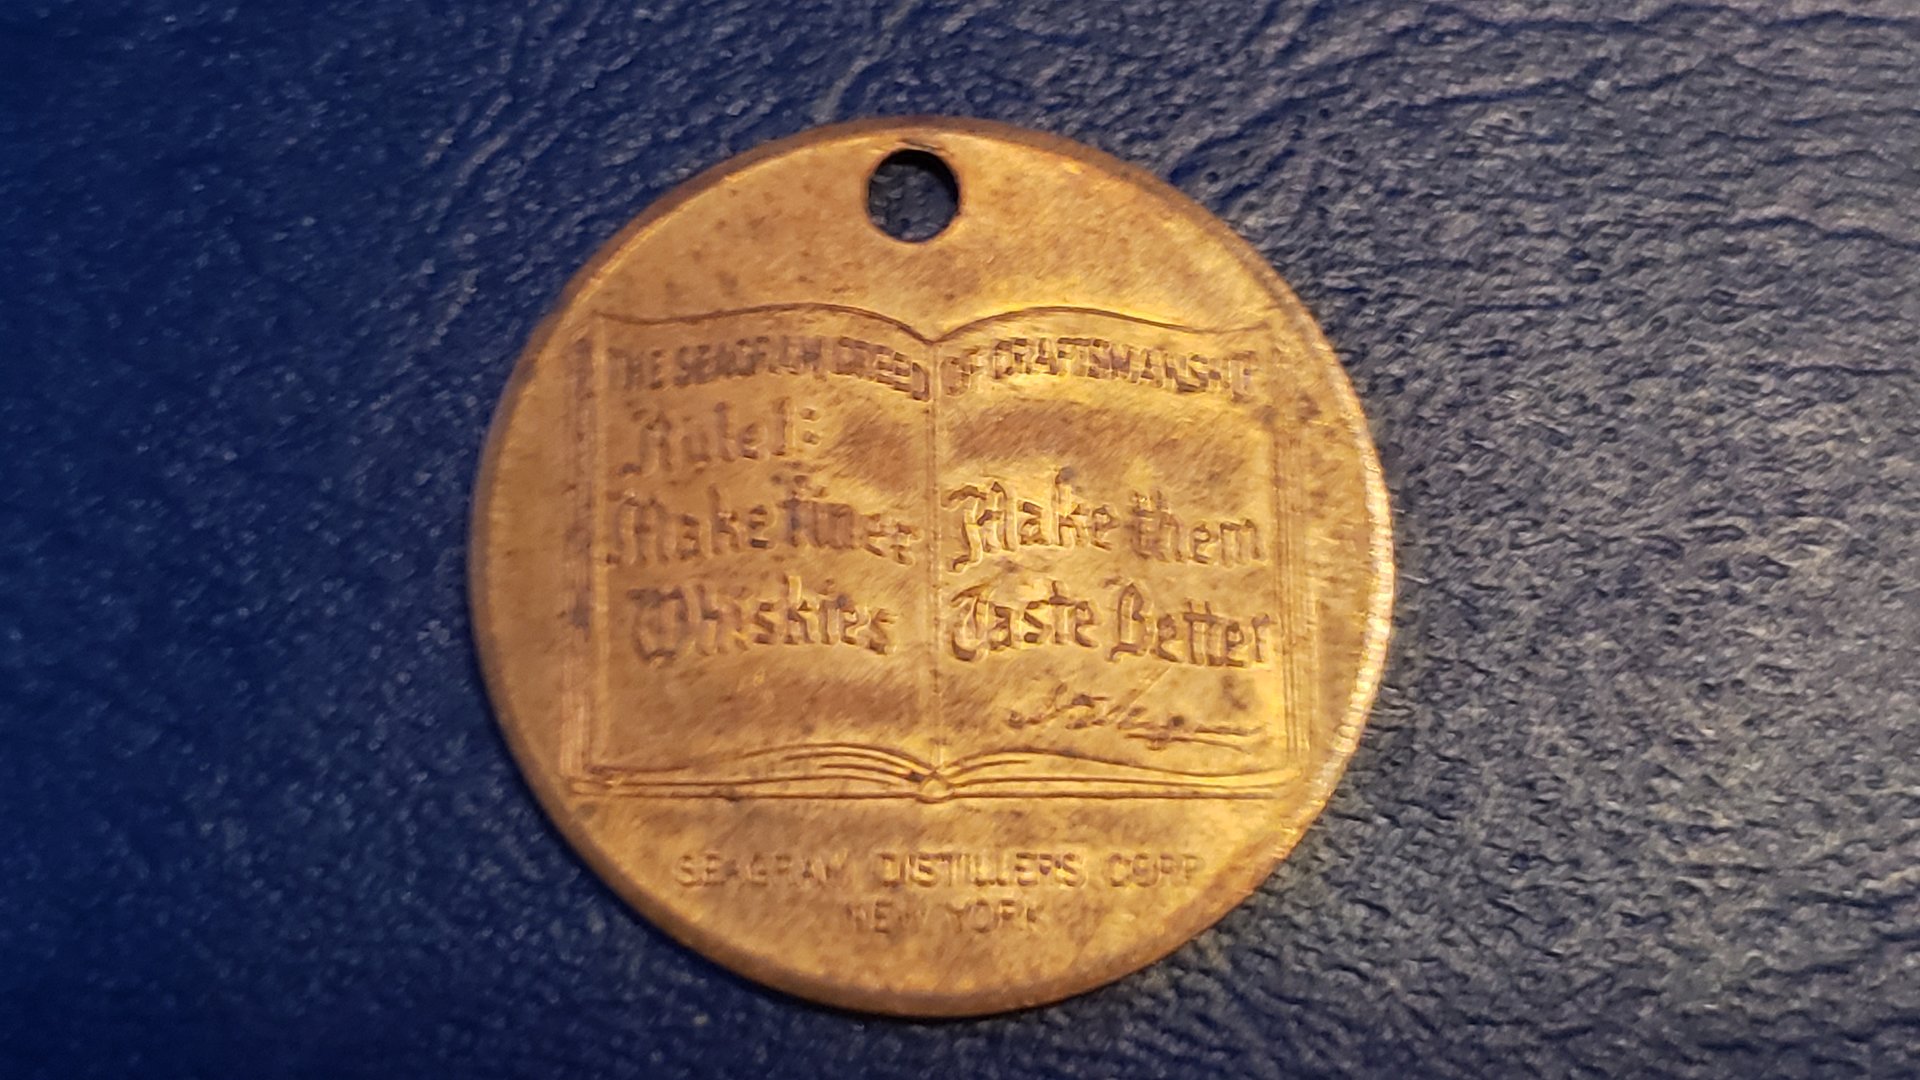 THE SEAGRAM CREED OF CRAFTSMANSHIP
Rule 1:
Make finer
Whiskies
Make them
Taste Better
SEAGRAM DISTILLERS CORP
NEW YORK